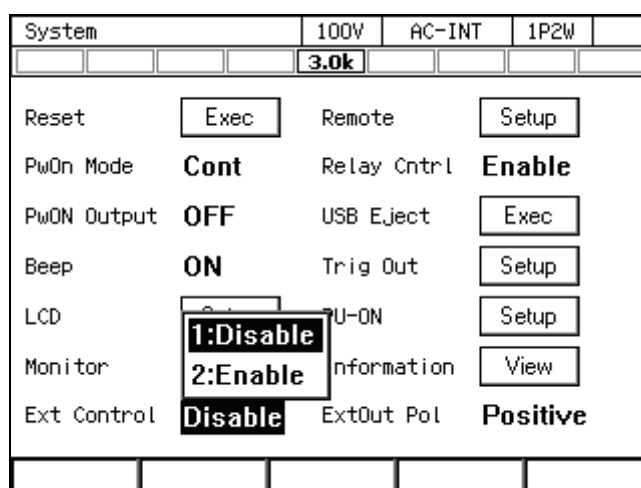 System 100V AC-INT 1P2W
3.0k
Reset Exec Remote Setup
PwOn Mode Cont Relay Cntrl Enable
PwON Output OFF USB Eject Exec
Beep ON Trig Out Setup
LCD PU-ON Setup
1:Disable
Monitor 2:Enable Information View
Ext Control Disable ExtOut Pol Positive